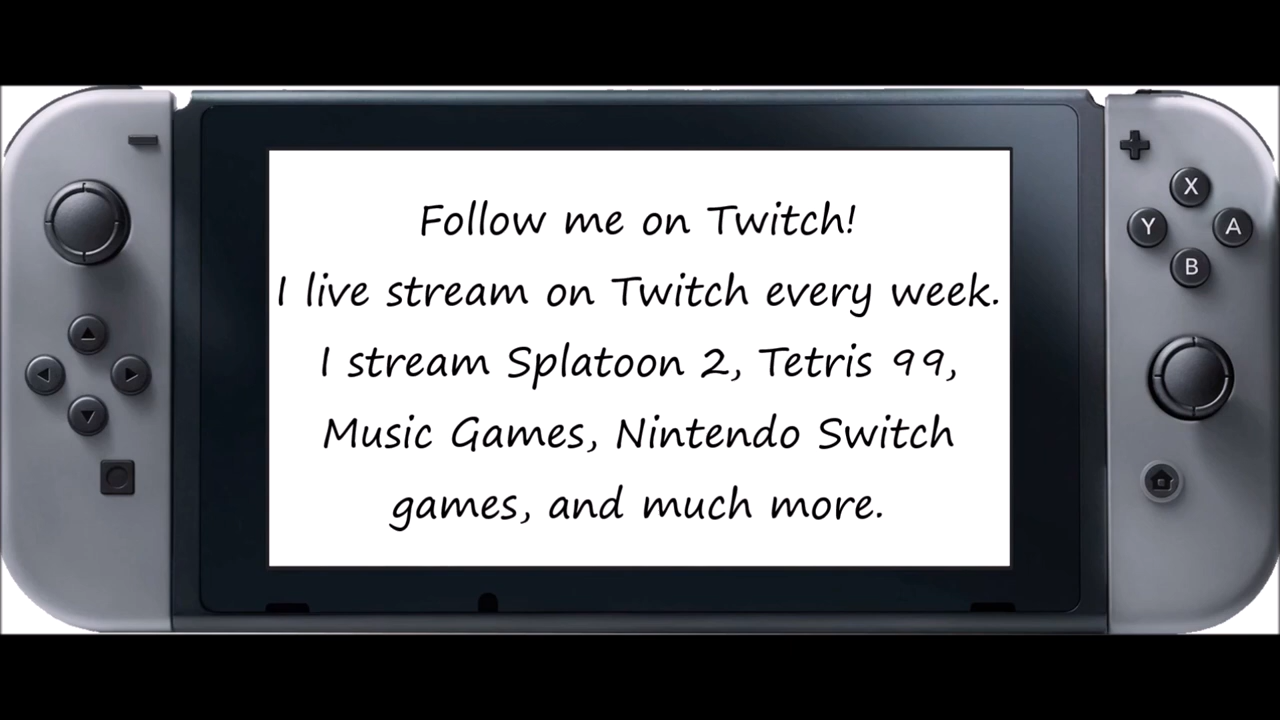 Follow me on Twitch!
I live stream on Twitch every week.
I stream Splatoon 2, Tetris 99,
Music Games, Nintendo Switch
games, and much more.
X
Y A
B